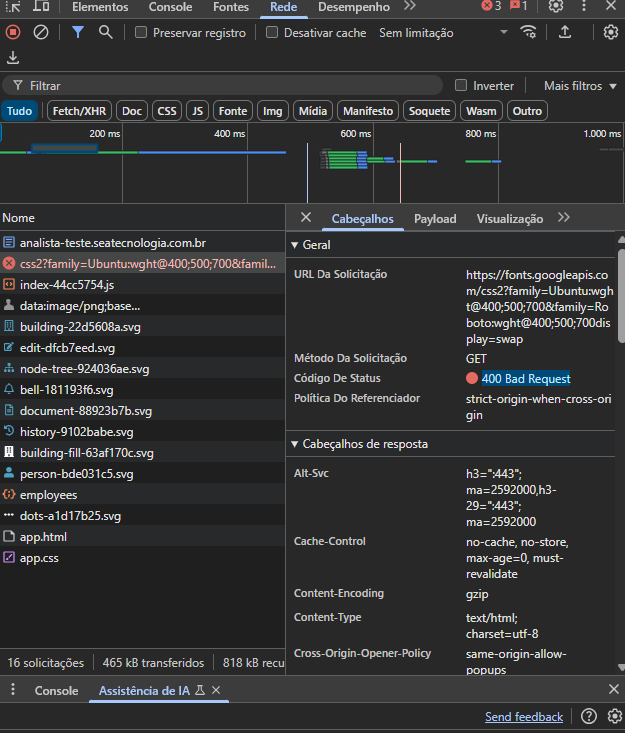 Elementos Console Fontes Rede Desempenho 3 1
Preservar registro Desativar cache Sem limitação
Filtrar Inverter Mais filtros
Tudo Fetch/XHR Doc CSS JS Fonte Img Mídia Manifesto Soquete Wasm Outro
200 ms 400 ms 600 ms 800 ms 1.000 ms
Nome
analista-teste.seatecnologia.com.br
css2?family=Ubuntu:wght@400;500;700&famil...
index-44cc5754.js
data:image/png;base...
building-22d5608a.svg
edit-dfcb7eed.svg
node-tree-924036ae.svg
bell-181193f6.svg
document-88923b7b.svg
history-9102babe.svg
building-fill-63af170c.svg
person-bde031c5.svg
employees
dots-a1d17b25.svg
app.html
app.css
16 solicitações 465 kB transferidos 818 kB recu
Cabeçalhos Payload Visualização
Geral
URL Da Solicitação
https://fonts.googleapis.co
m/css2?family=Ubuntu:wgh
t@400;500;700&family=Ro
boto:wght@400;500;700dis
play=swap
Método Da Solicitação GET
Código De Status 400 Bad Request
Política Do Referenciador strict-origin-when-cross-ori
gin
Cabeçalhos de resposta
Alt-Svc h3=":443";
ma=2592000,h3-
29=":443";
ma=2592000
Cache-Control no-cache, no-store,
max-age=0, must-
revalidate
Content-Encoding gzip
Content-Type text/html;
charset=utf-8
Cross-Origin-Opener-Policy same-origin-allow-
popups
Console Assistência de IA
Send feedback